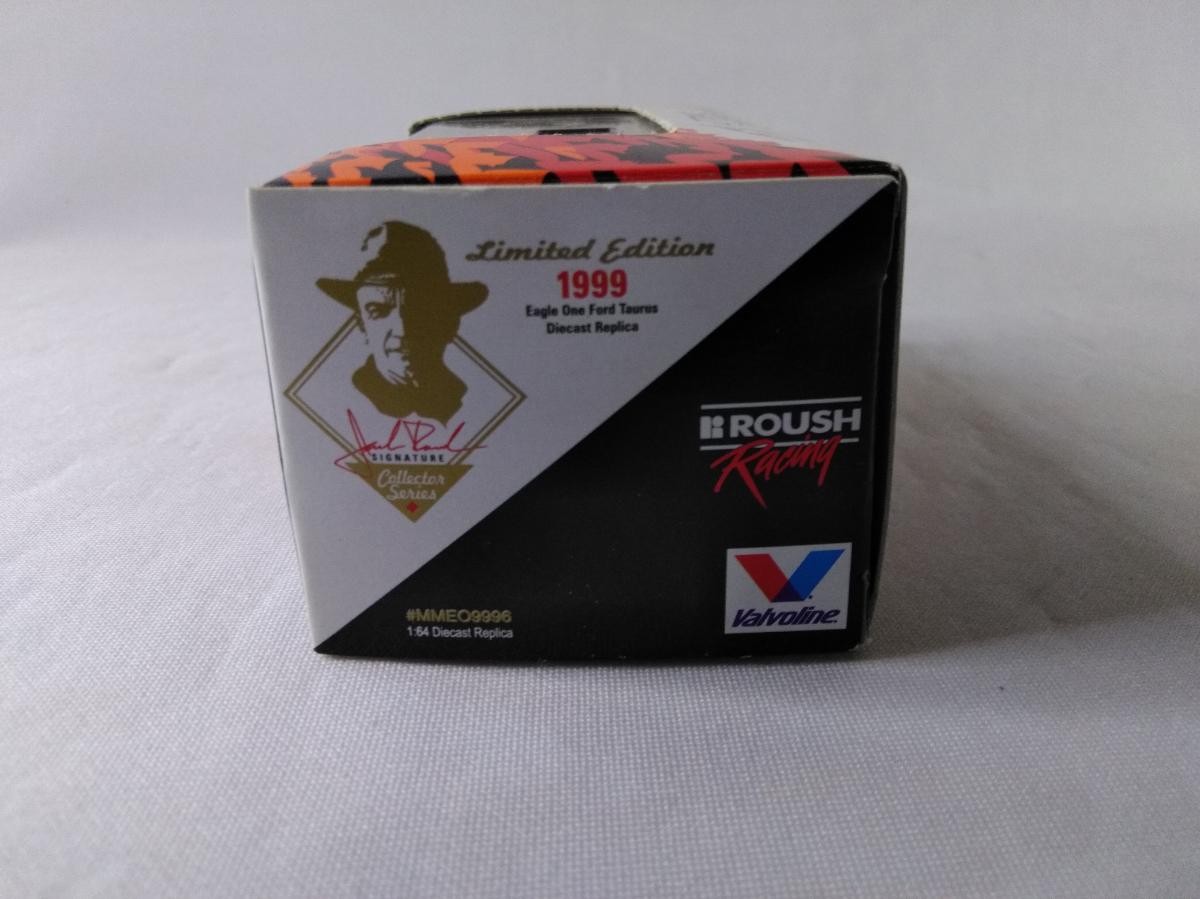 Limited Edition
1999
Eagle One Ford Taurus
Diecast Replica
SIGNATURE
Collector
Series
ROUSH
Racing
Valvoline
#MMEO9996
1:64 Diecast Replica